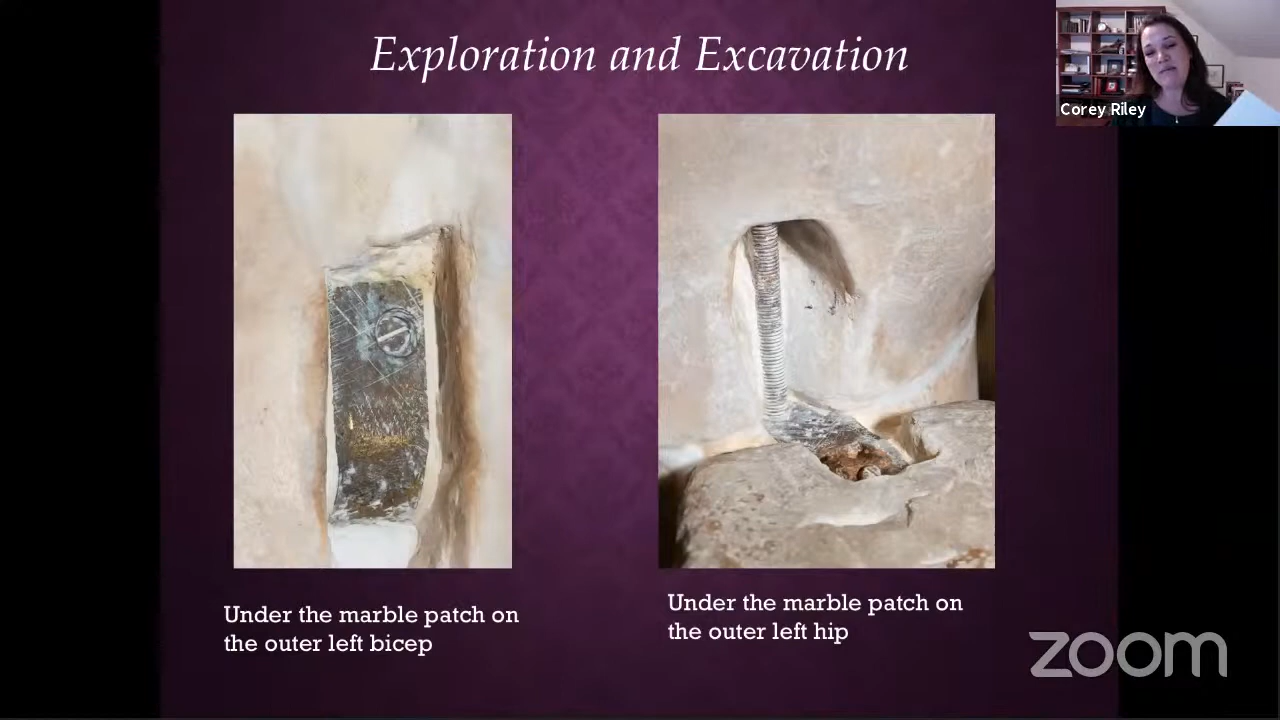 Exploration and Excavation
Corey Riley
Under the marble patch on
the outer left bicep
Under the marble patch on
the outer left hip
zoom